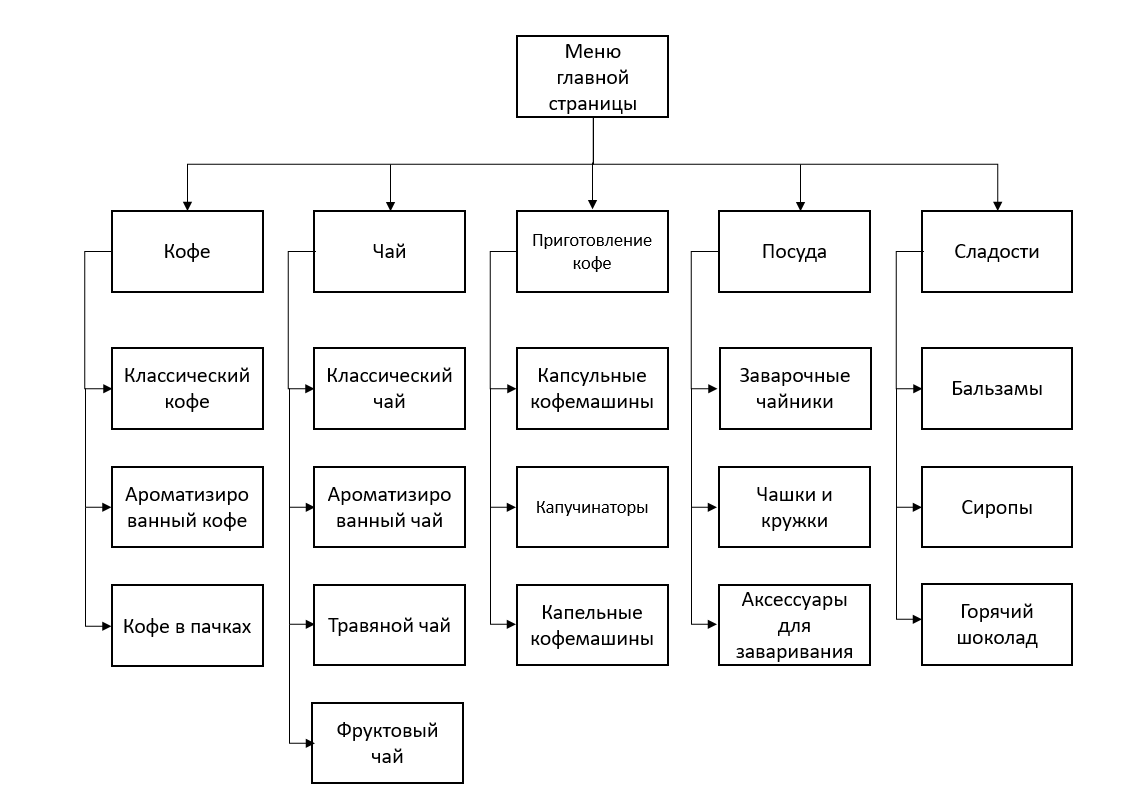 Меню
главной
страницы
Кофе
Чай
Приготовление
кофе
Посуда
Сладости
Классический
кофе
Классический
чай
Капсульные
кофемашины
Заварочные
чайники
Бальзамы
Ароматизиро
ванный кофе
Ароматизиро
ванный чай
Капучинаторы
Чашки и
кружки
Сиропы
Кофе в пачках
Травяной чай
Капельные
кофемашины
Аксессуары
для
заваривания
Горячий
шоколад
Фруктовый
чай